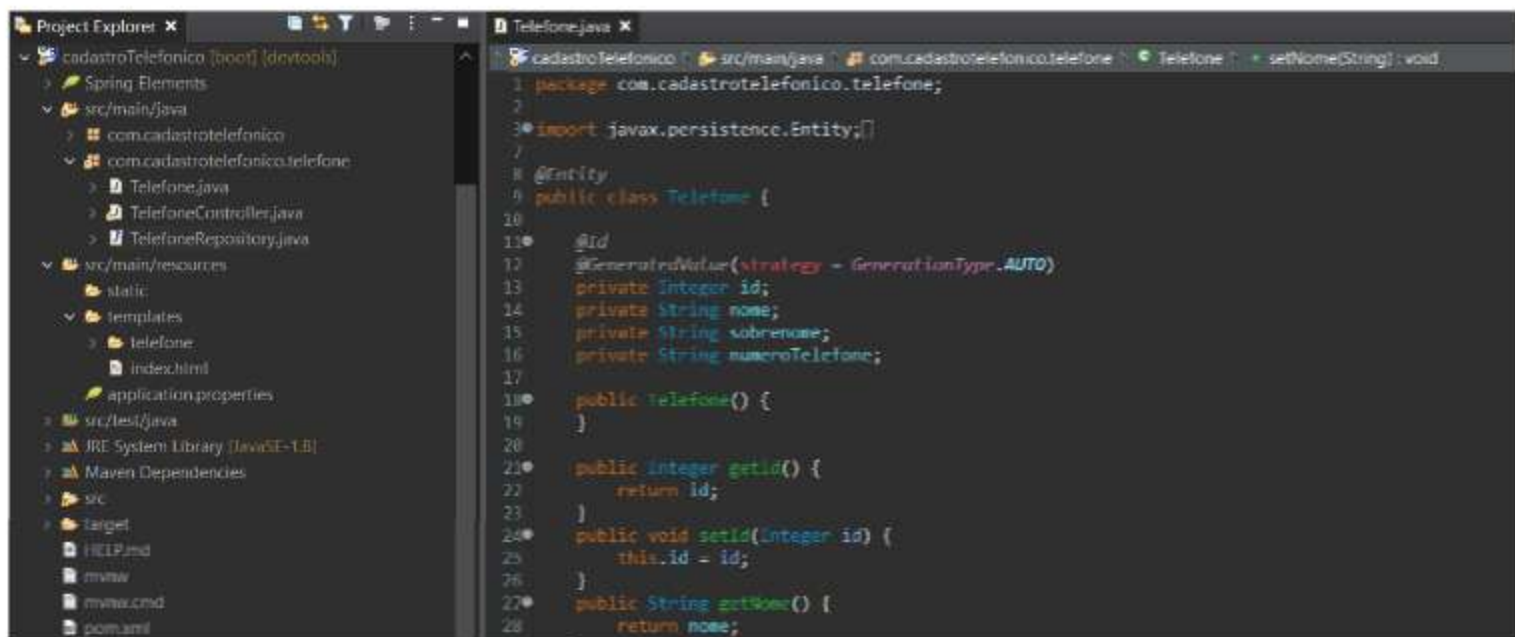 Project Explorer
cadastroTelefonico [boot] [devtools]
Spring Elements
src/main/java
com.cadastrotelefonico
com.cadastrotelefonico.telefone
Telefone.java
TelefoneController.java
TelefoneRepository.java
src/main/resources
static
templates
telefone
index.html
application.properties
src/test/java
JRE System Library [JavaSE-1.8]
Maven Dependencies
src
target
HELP.md
mvnw
mvnw.cmd
pom.xml
Telefone.java
cadastroTelefonico src/main/java com.cadastrotelefonico.telefone Telefone setNome(String) : void
1 package com.cadastrotelefonico.telefone;
2
3 import javax.persistence.Entity;
7
8 @Entity
9 public class Telefone {
10
11 @Id
12 @GeneratedValue(strategy = GenerationType.AUTO)
13 private Integer id;
14 private String nome;
15 private String sobrenome;
16 private String numeroTelefone;
17
18 public Telefone() {
19 }
20
21 public Integer getId() {
22 return id;
23 }
24 public void setId(Integer id) {
25 this.id = id;
26 }
27 public String getNome() {
28 return nome;